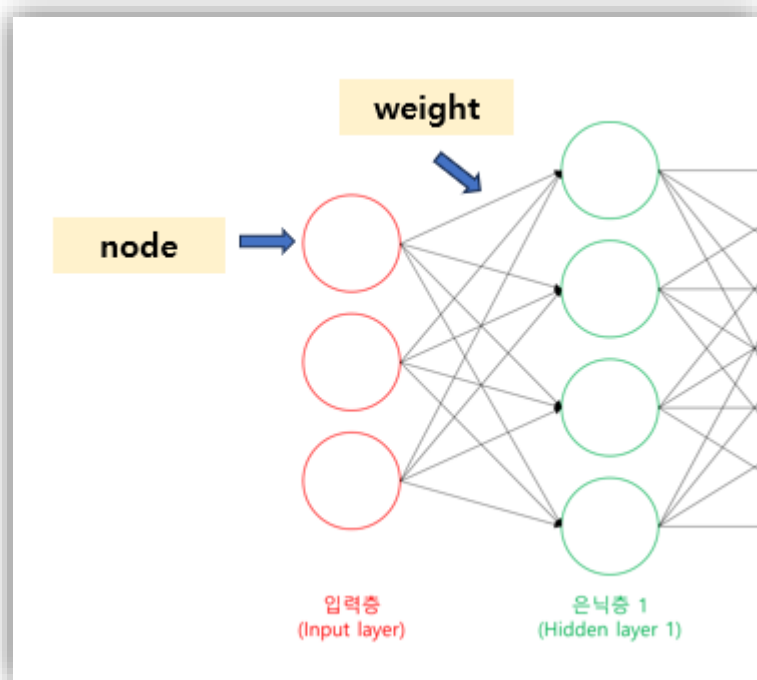 weight
node
입력층
(Input layer)
은닉층 1
(Hidden layer 1)